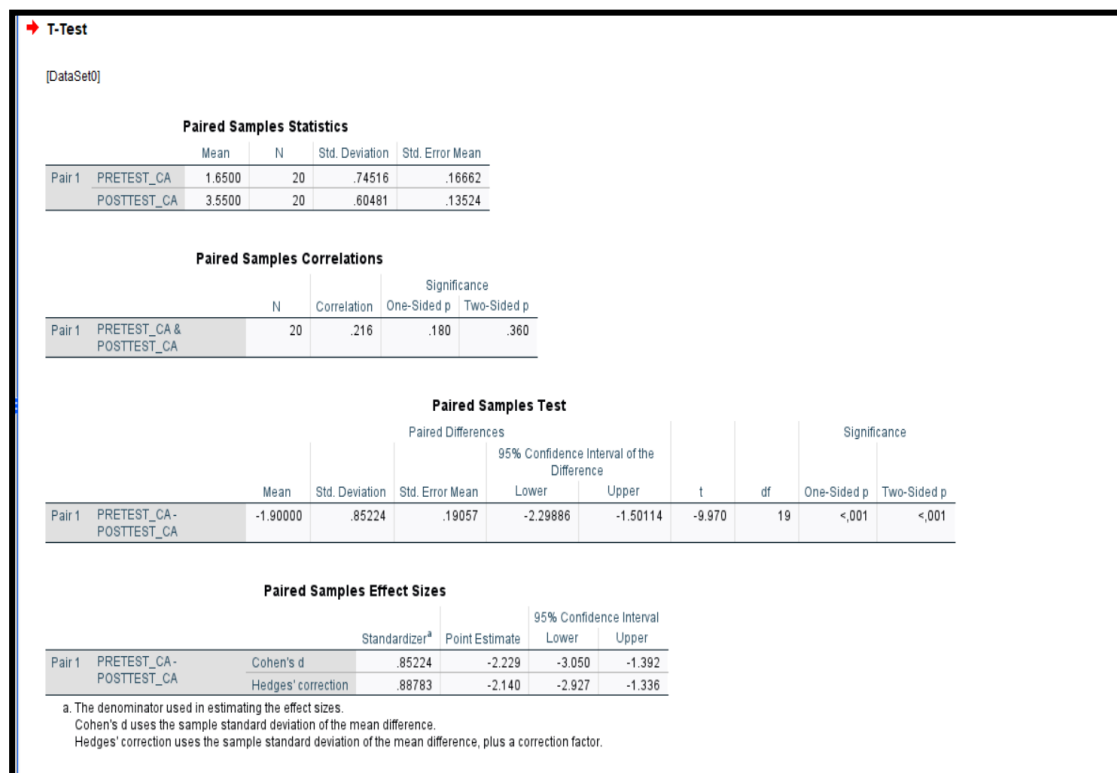 T-Test
[DataSet0]
Paired Samples Statistics
Mean N Std. Deviation Std. Error Mean
Pair 1 PRETEST_CA 1.6500 20 .74516 .16662
POSTTEST_CA 3.5500 20 .60481 .13524
Paired Samples Correlations
Significance
N Correlation One-Sided p Two-Sided p
Pair 1 PRETEST_CA & 20 .216 .180 .360
POSTTEST_CA
Paired Samples Test
Paired Differences Significance
95% Confidence Interval of the
Difference
Mean Std. Deviation Std. Error Mean Lower Upper t df One-Sided p Two-Sided p
Pair 1 PRETEST_CA - -1.90000 .85224 .19057 -2.29886 -1.50114 -9.970 19 <,001 <,001
POSTTEST_CA
Paired Samples Effect Sizes
95% Confidence Interval
Standardizerᵃ Point Estimate Lower Upper
Pair 1 PRETEST_CA - Cohen's d .85224 -2.229 -3.050 -1.392
POSTTEST_CA Hedges' correction .88783 -2.140 -2.927 -1.336
a. The denominator used in estimating the effect sizes.
Cohen's d uses the sample standard deviation of the mean difference.
Hedges' correction uses the sample standard deviation of the mean difference, plus a correction factor.